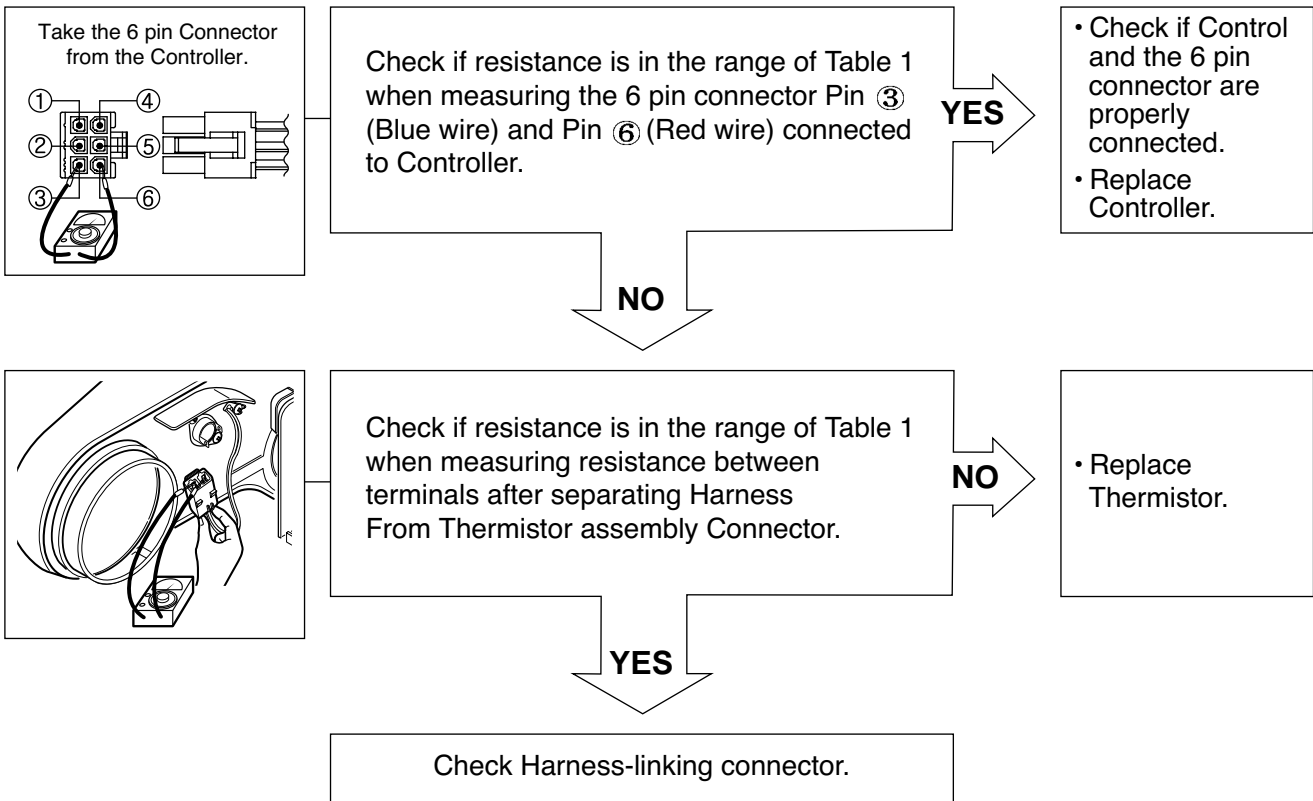 Take the 6 pin Connector
from the Controller.
① ④
② ⑤
③ ⑥
Check if resistance is in the range of Table 1
when measuring the 6 pin connector Pin ③
(Blue wire) and Pin ⑥ (Red wire) connected
to Controller.
YES
• Check if Control
and the 6 pin
connector are
properly
connected.
• Replace
Controller.
NO
Check if resistance is in the range of Table 1
when measuring resistance between
terminals after separating Harness
From Thermistor assembly Connector.
NO
• Replace
Thermistor.
YES
Check Harness-linking connector.